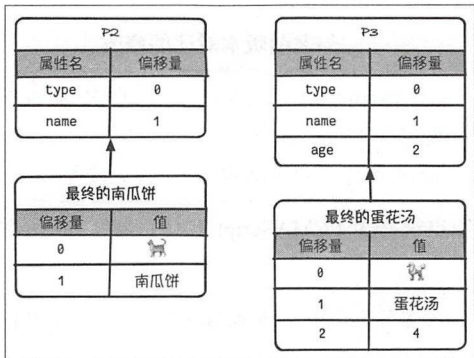 P2
属性名 偏移量
type 0
name 1
最终的南瓜饼
偏移量 值
0
1 南瓜饼
P3
属性名 偏移量
type 0
name 1
age 2
最终的蛋花汤
偏移量 值
0
1 蛋花汤
2 4